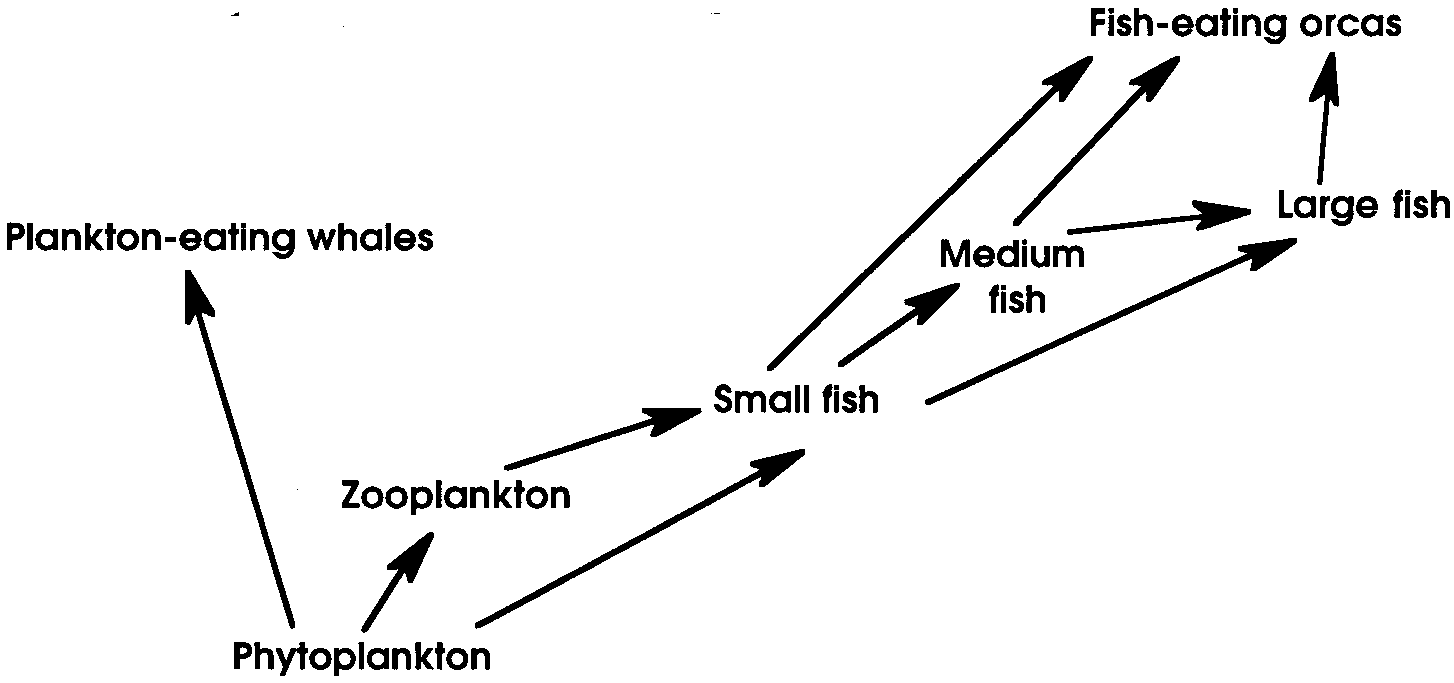 Fish-eating orcas
Large fish
Plankton-eating whales
Medium
fish
Small fish
Zooplankton
Phytoplankton